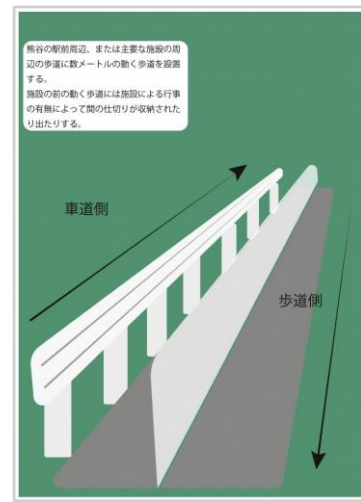 熊谷の駅前周辺、または主要な施設の周
辺の歩道に数メートルの動く歩道を設置
する。
施設の前の動く歩道には施設による行事
の有無によって間の仕切りが収納された
り出たりする。
車道側
歩道側